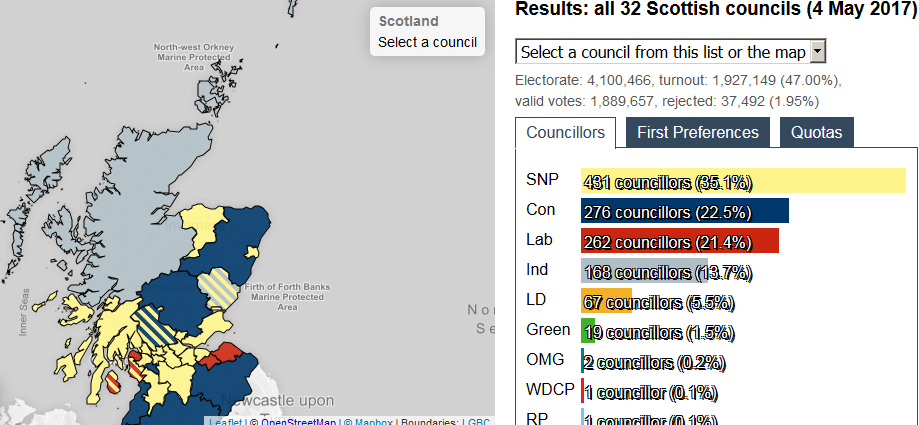 Scotland
Select a council
North-west Orkney
Marine Protected
Area
Inner Seas
Firth of Forth Banks
Marine Protected
Area
No
Se
Newcastle upon
Leaflet | © OpenStreetMap | © Mapbox | Boundaries: LGBC
Results: all 32 Scottish councils (4 May 2017)
Select a council from this list or the map
Electorate: 4,100,466, turnout: 1,927,149 (47.00%),
valid votes: 1,889,657, rejected: 37,492 (1.95%)
Councillors First Preferences Quotas
SNP 431 councillors (35.1%)
Con 276 councillors (22.5%)
Lab 262 councillors (21.4%)
Ind 168 councillors (13.7%)
LD 67 councillors (5.5%)
Green 19 councillors (1.5%)
OMG 2 councillors (0.2%)
WDCP 1 councillor (0.1%)
RP 1 councillor (0.1%)